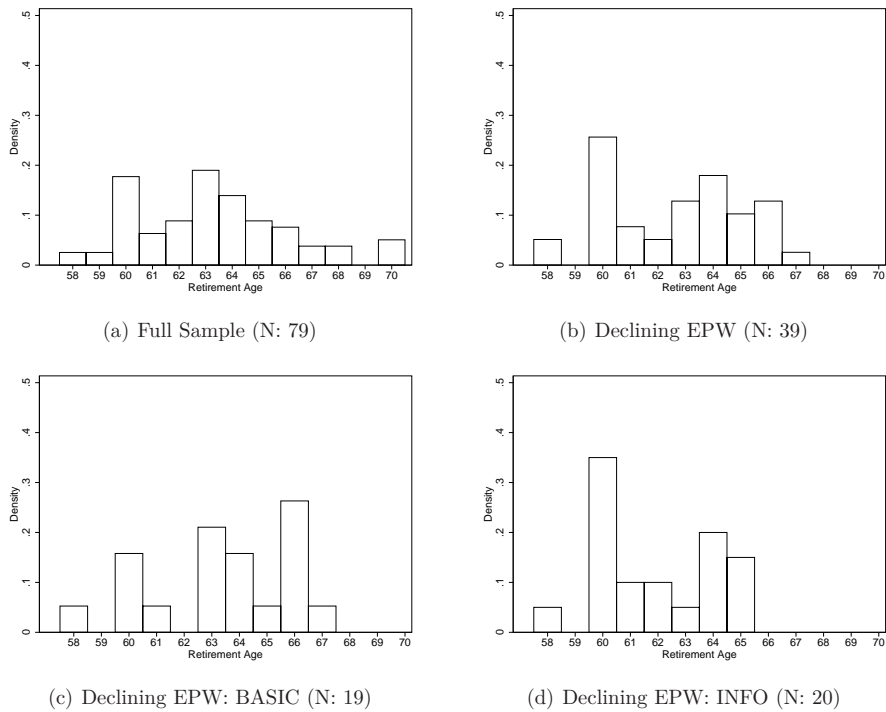 .5
.4
.3
.2
.1
0
Density
58 59 60 61 62 63 64 65 66 67 68 69 70
Retirement Age
(a) Full Sample (N: 79)
.5
.4
.3
.2
.1
0
Density
58 59 60 61 62 63 64 65 66 67 68 69 70
Retirement Age
(b) Declining EPW (N: 39)
.5
.4
.3
.2
.1
0
Density
58 59 60 61 62 63 64 65 66 67 68 69 70
Retirement Age
(c) Declining EPW: BASIC (N: 19)
.5
.4
.3
.2
.1
0
Density
58 59 60 61 62 63 64 65 66 67 68 69 70
Retirement Age
(d) Declining EPW: INFO (N: 20)